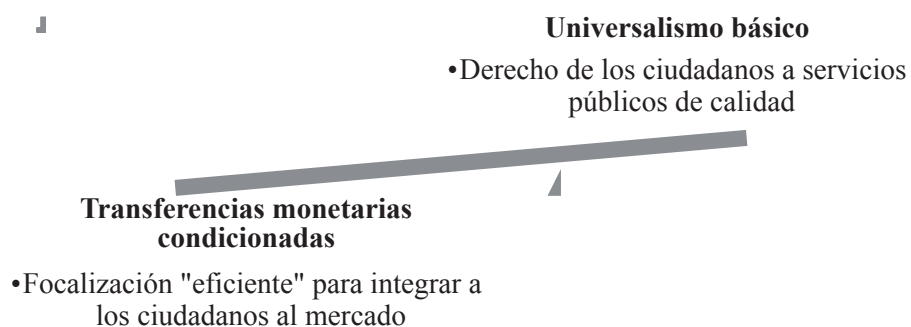 Universalismo básico
•Derecho de los ciudadanos a servicios
públicos de calidad
Transferencias monetarias
condicionadas
•Focalización "eficiente" para integrar a
los ciudadanos al mercado